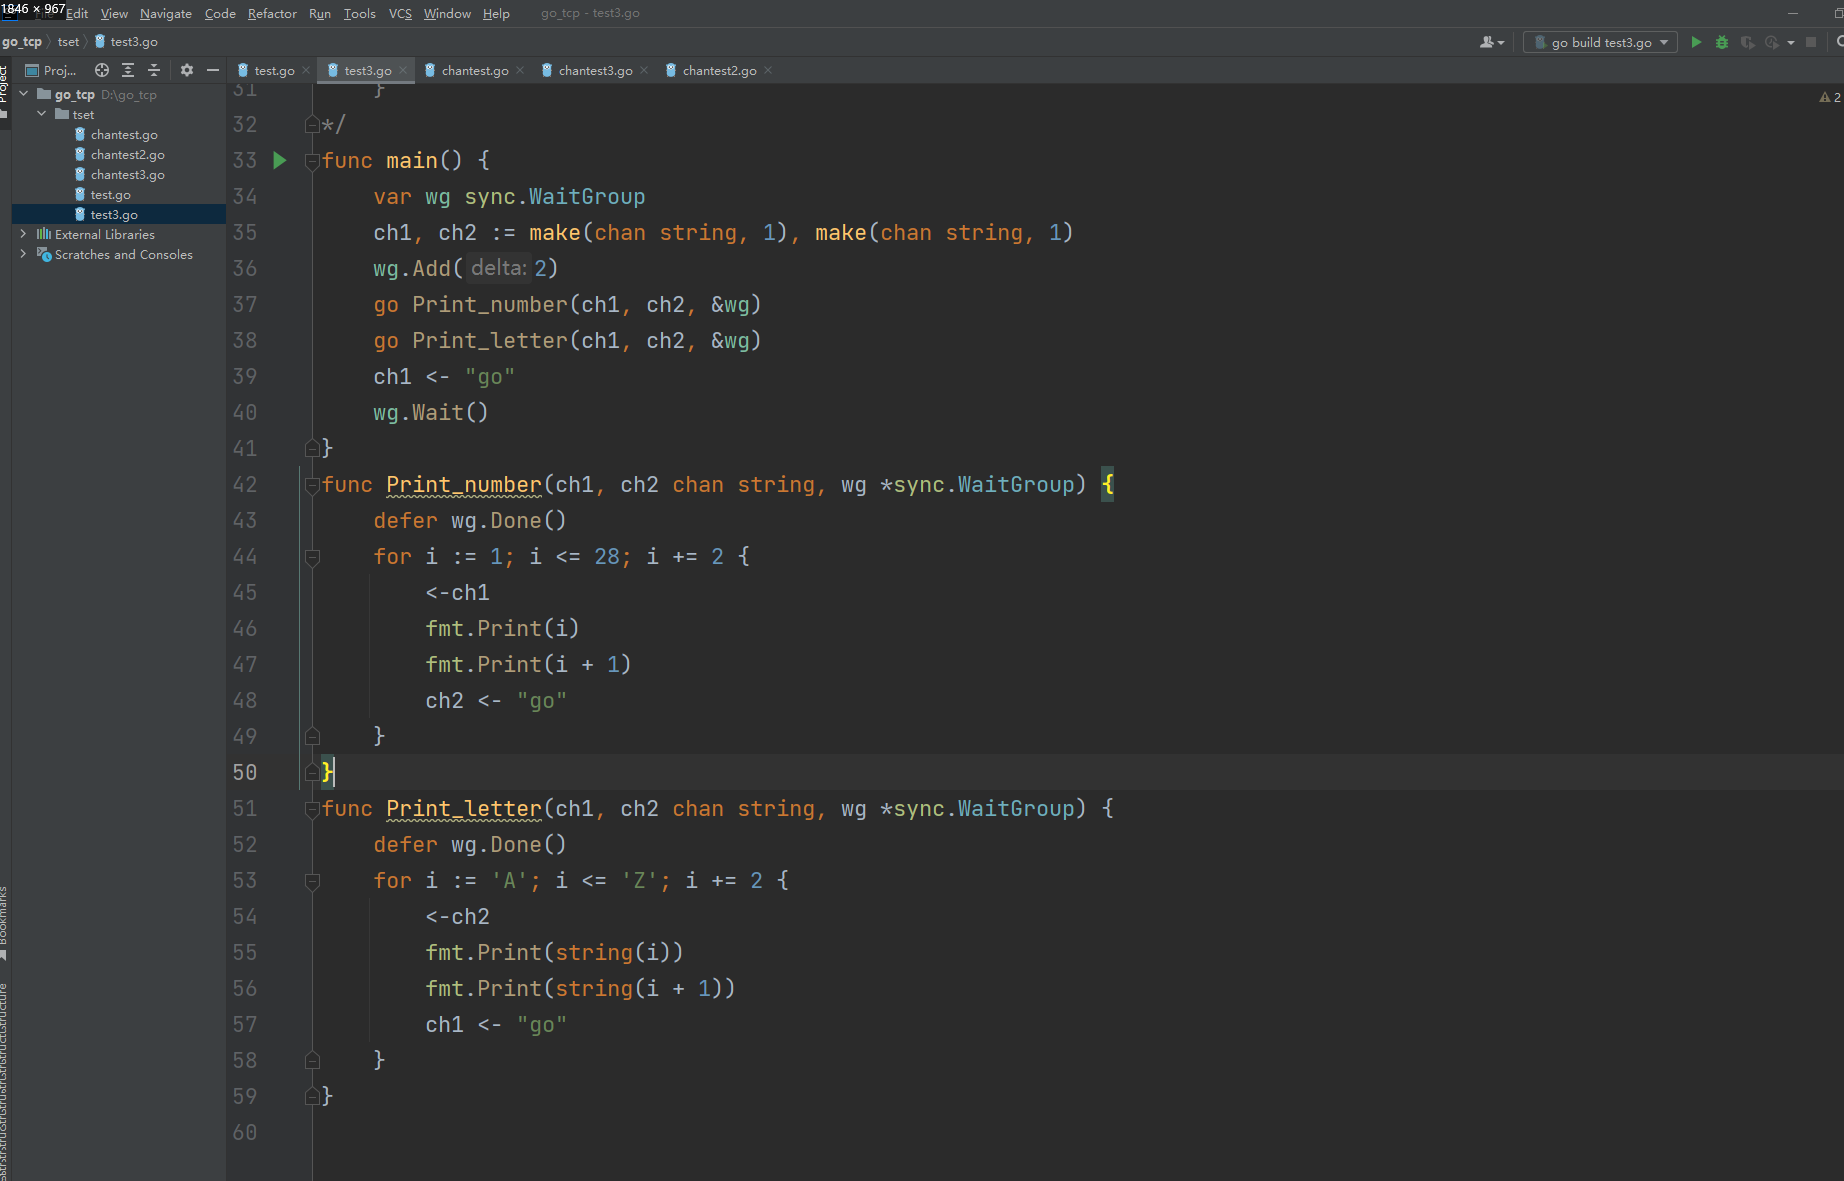 1846 × 967
Edit View Navigate Code Refactor Run Tools VCS Window Help go_tcp - test3.go
go_tcp tset test3.go
go build test3.go
Project
Proj...
test.go test3.go chantest.go chantest3.go chantest2.go
go_tcp D:\go_tcp
tset
chantest.go
chantest2.go
chantest3.go
test.go
test3.go
External Libraries
Scratches and Consoles
Bookmarks
Structure
2
31 }
32 */
33 func main() {
34 var wg sync.WaitGroup
35 ch1, ch2 := make(chan string, 1), make(chan string, 1)
36 wg.Add( delta: 2)
37 go Print_number(ch1, ch2, &wg)
38 go Print_letter(ch1, ch2, &wg)
39 ch1 <- "go"
40 wg.Wait()
41 }
42 func Print_number(ch1, ch2 chan string, wg *sync.WaitGroup) {
43 defer wg.Done()
44 for i := 1; i <= 28; i += 2 {
45 <-ch1
46 fmt.Print(i)
47 fmt.Print(i + 1)
48 ch2 <- "go"
49 }
50 }
51 func Print_letter(ch1, ch2 chan string, wg *sync.WaitGroup) {
52 defer wg.Done()
53 for i := 'A'; i <= 'Z'; i += 2 {
54 <-ch2
55 fmt.Print(string(i))
56 fmt.Print(string(i + 1))
57 ch1 <- "go"
58 }
59 }
60